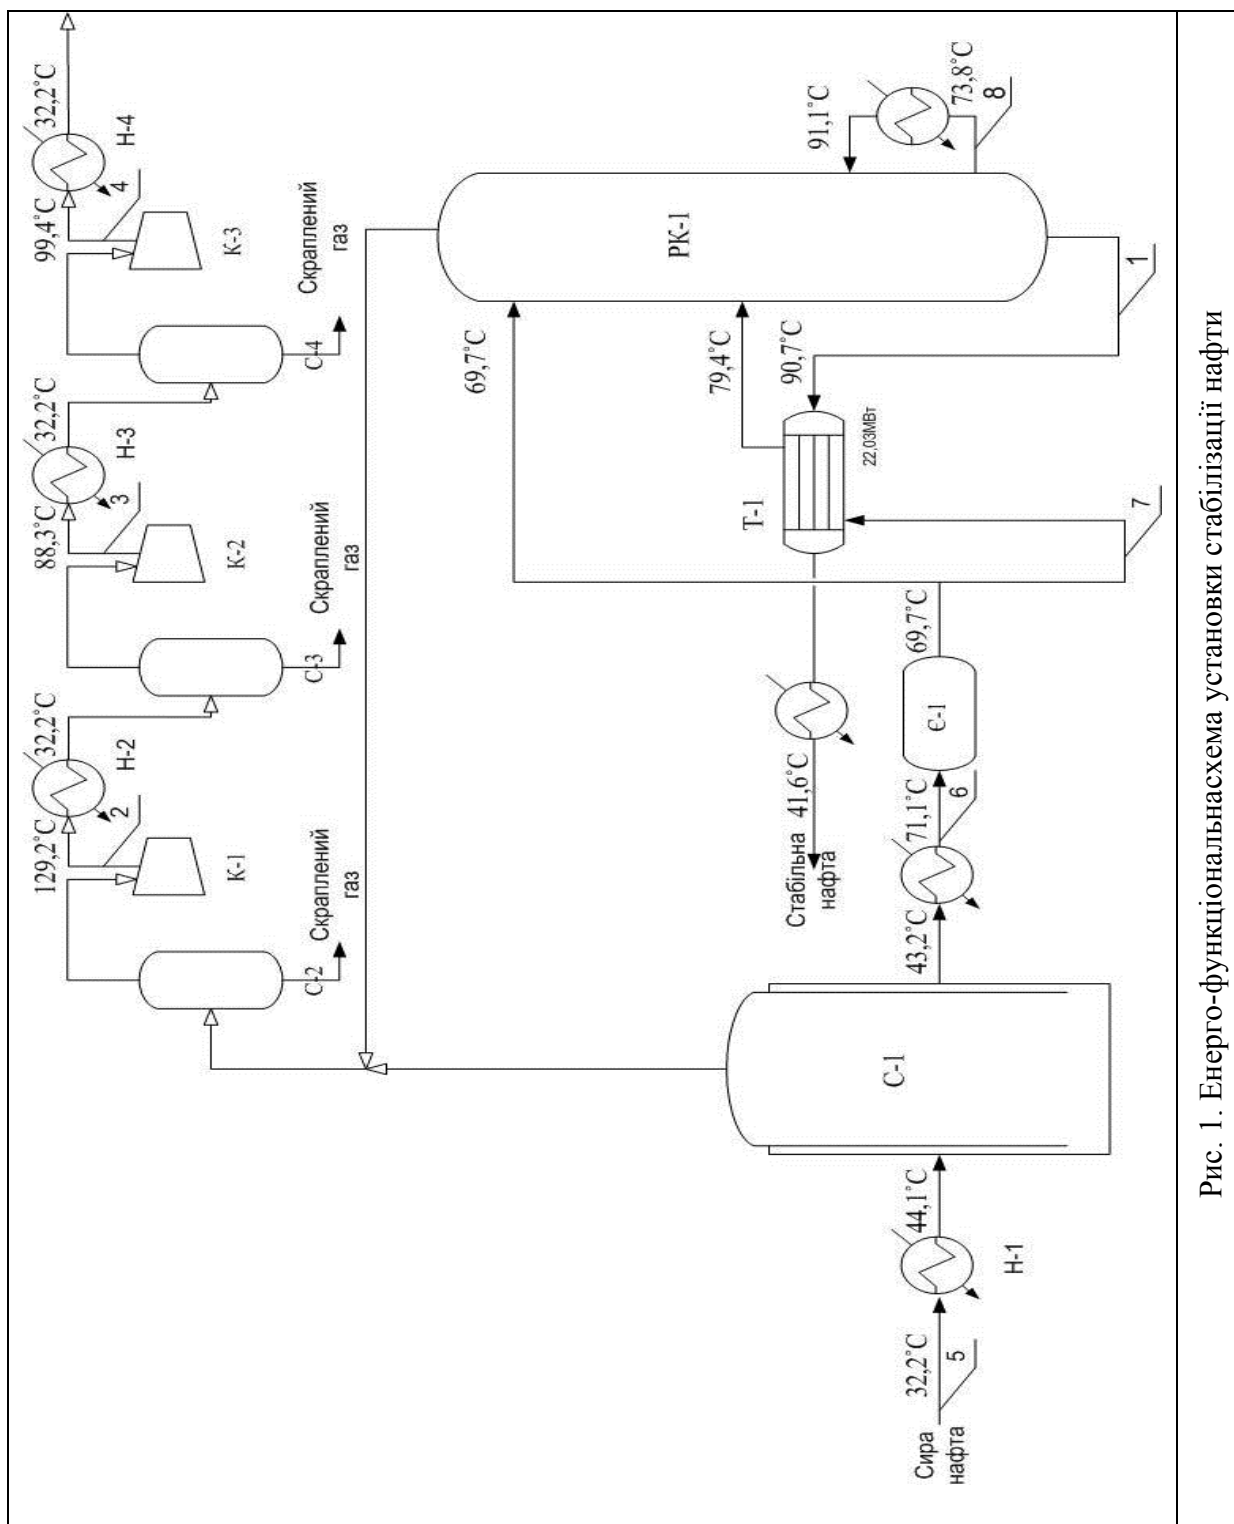 32,2°C
H-4
99,4°C
4
К-3
Скраплений
газ
С-4
32,2°C
Н-3
88,3°C
3
К-2
Скраплений
газ
С-3
32,2°C
Н-2
129,2°C
2
К-1
Скраплений
газ
С-2
РК-1
91,1°C
73,8°C
8
69,7°C
79,4°C
90,7°C
1
Т-1
22,03МВт
7
41,6°C
Стабільна
нафта
69,7°C
Є-1
71,1°C
6
43,2°C
С-1
44,1°C
Н-1
32,2°C
5
Сира
нафта
Рис. 1. Енерго-функціональнасхема установки стабілізації нафти